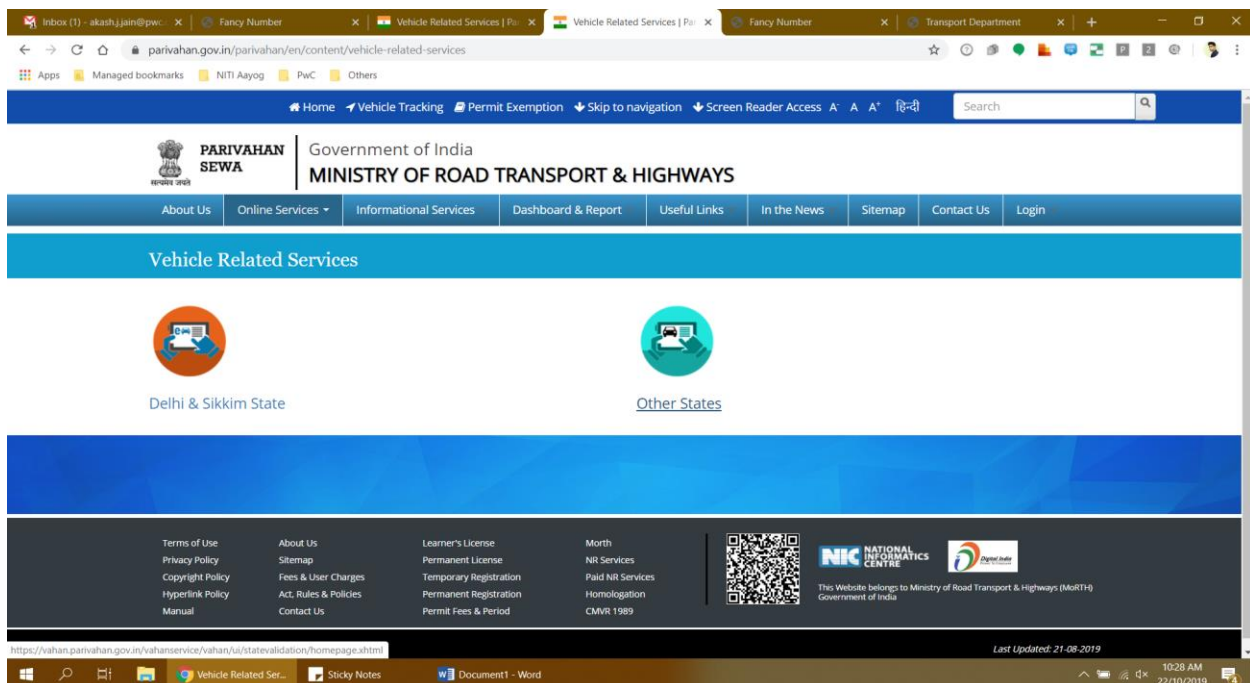 Inbox (1) - akash.j.jain@pwc.
Fancy Number
Vehicle Related Services | Par
Vehicle Related Services | Par
Fancy Number
Transport Department
parivahan.gov.in/parivahan/en/content/vehicle-related-services
Apps Managed bookmarks NITI Aayog PwC Others
Home Vehicle Tracking Permit Exemption Skip to navigation Screen Reader Access A- A A+ हिन्दी Search
PARIVAHAN
SEWA
सत्यमेव जयते
Government of India
MINISTRY OF ROAD TRANSPORT & HIGHWAYS
About Us Online Services Informational Services Dashboard & Report Useful Links In the News Sitemap Contact Us Login
Vehicle Related Services
Delhi & Sikkim State Other States
Terms of Use About Us Learner's License Morth
Privacy Policy Sitemap Permanent License NR Services
Copyright Policy Fees & User Charges Temporary Registration Paid NR Services
Hyperlink Policy Act, Rules & Policies Permanent Registration Homologation
Manual Contact Us Permit Fees & Period CMVR 1989
NIC NATIONAL
INFORMATICS
CENTRE
Digital India
This Website belongs to Ministry of Road Transport & Highways (MoRTH)
Government of India
https://vahan.parivahan.gov.in/vahanservice/vahan/ui/statevalidation/homepage.xhtml
Last Updated: 21-08-2019
Vehicle Related Ser... Sticky Notes Document1 - Word
10:28 AM
22/10/2019